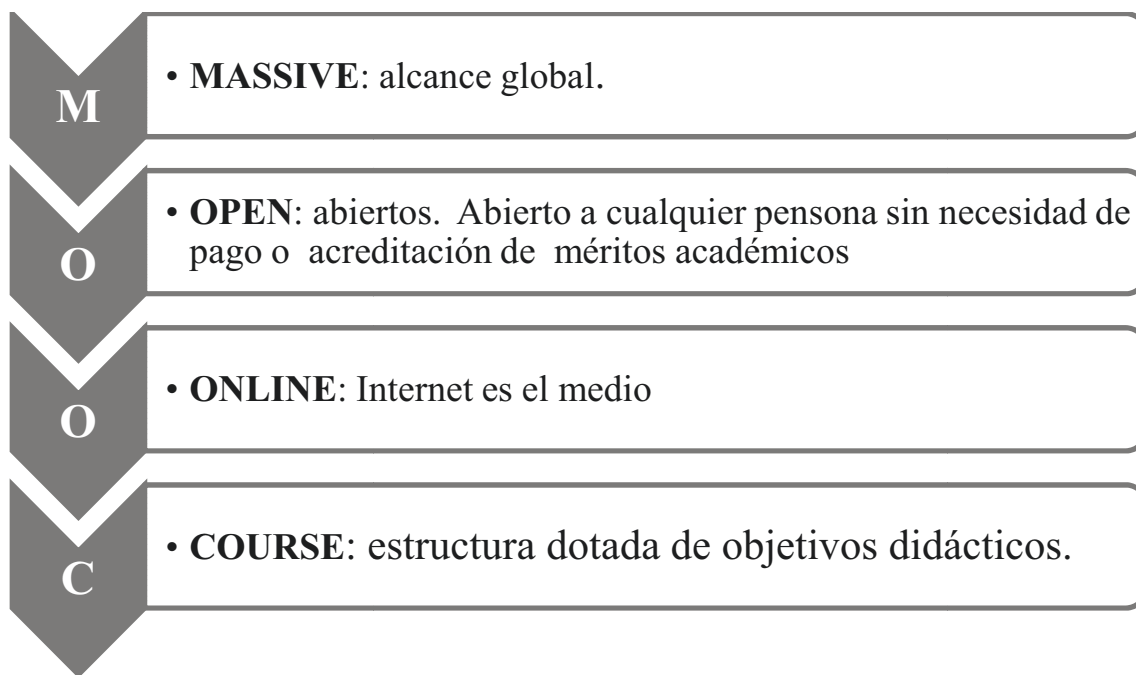 M
• MASSIVE: alcance global.
O
• OPEN: abiertos. Abierto a cualquier pensona sin necesidad de
pago o acreditación de méritos académicos
O
• ONLINE: Internet es el medio
C
• COURSE: estructura dotada de objetivos didácticos.